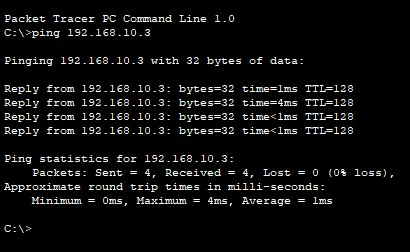 Packet Tracer PC Command Line 1.0
C:\>ping 192.168.10.3
Pinging 192.168.10.3 with 32 bytes of data:
Reply from 192.168.10.3: bytes=32 time=1ms TTL=128
Reply from 192.168.10.3: bytes=32 time=4ms TTL=128
Reply from 192.168.10.3: bytes=32 time<1ms TTL=128
Reply from 192.168.10.3: bytes=32 time<1ms TTL=128
Ping statistics for 192.168.10.3:
    Packets: Sent = 4, Received = 4, Lost = 0 (0% loss),
Approximate round trip times in milli-seconds:
    Minimum = 0ms, Maximum = 4ms, Average = 1ms
C:\>